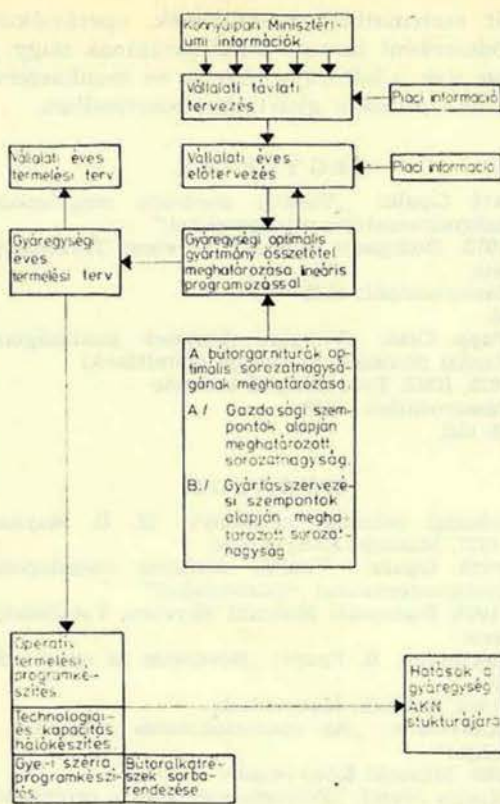 Könnyűipari Minisztéri
umi információk
Vállalati távlati
tervezés
Piaci információ
Vállalati éves
termelési terv
Vállalati éves
előtervezés
Piaci informació
Gyáregységi
éves
termelési terv
Gyáregységi optimális
gyártmány összetétel
meghatározása lineáris
programozással
A bútorgarniturák op-
timális sorozatnagysá-
gának meghatározása
A./ Gazdasági szem-
pontok alapján
meghatározott
sorozatnagyság.
B./ Gyártásszervezé-
si szempontok
alapján megha-
tározott sorozat-
nagyság
Operatív
termelési
programké-
szítés.
Technológiai-
és kapacitás
hálókészítés.
Gye.-i széria
programkészí-
tés.
Bútoralkatré-
szek sorba-
rendezése
Hatások a
gyáregység
AKN
stukturájára